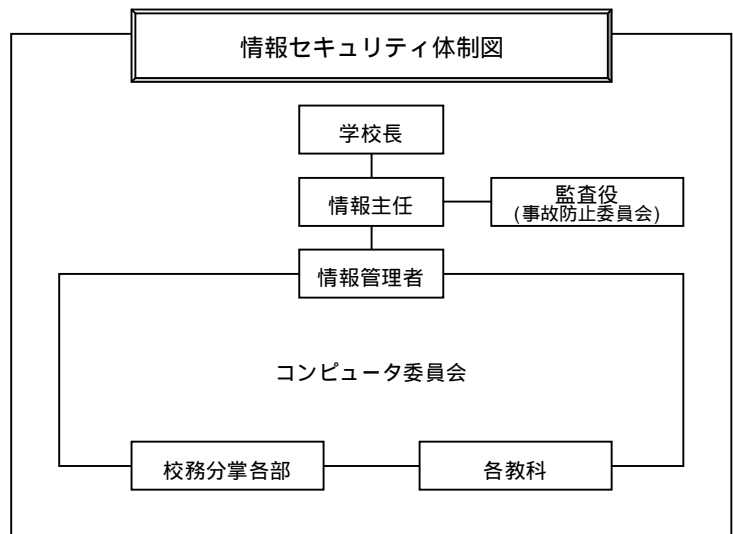 情報セキュリティ体制図
学校長
情報主任
監査役
(事故防止委員会)
情報管理者
コンピュータ委員会
校務分掌各部
各教科